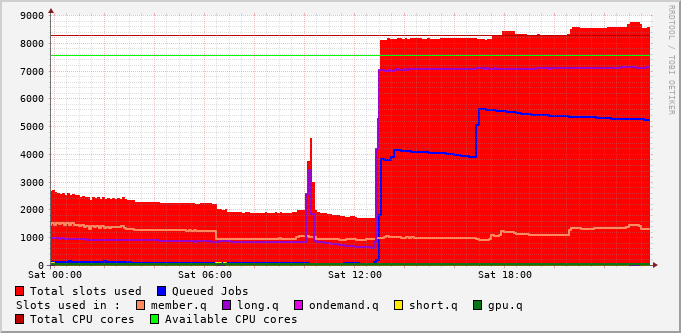 9000
8000
7000
6000
5000
4000
3000
2000
1000
0
Sat 00:00 Sat 06:00 Sat 12:00 Sat 18:00
RRDTOOL / TOBI OETIKER
Total slots used Queued Jobs
Slots used in : member.q long.q ondemand.q short.q gpu.q
Total CPU cores Available CPU cores